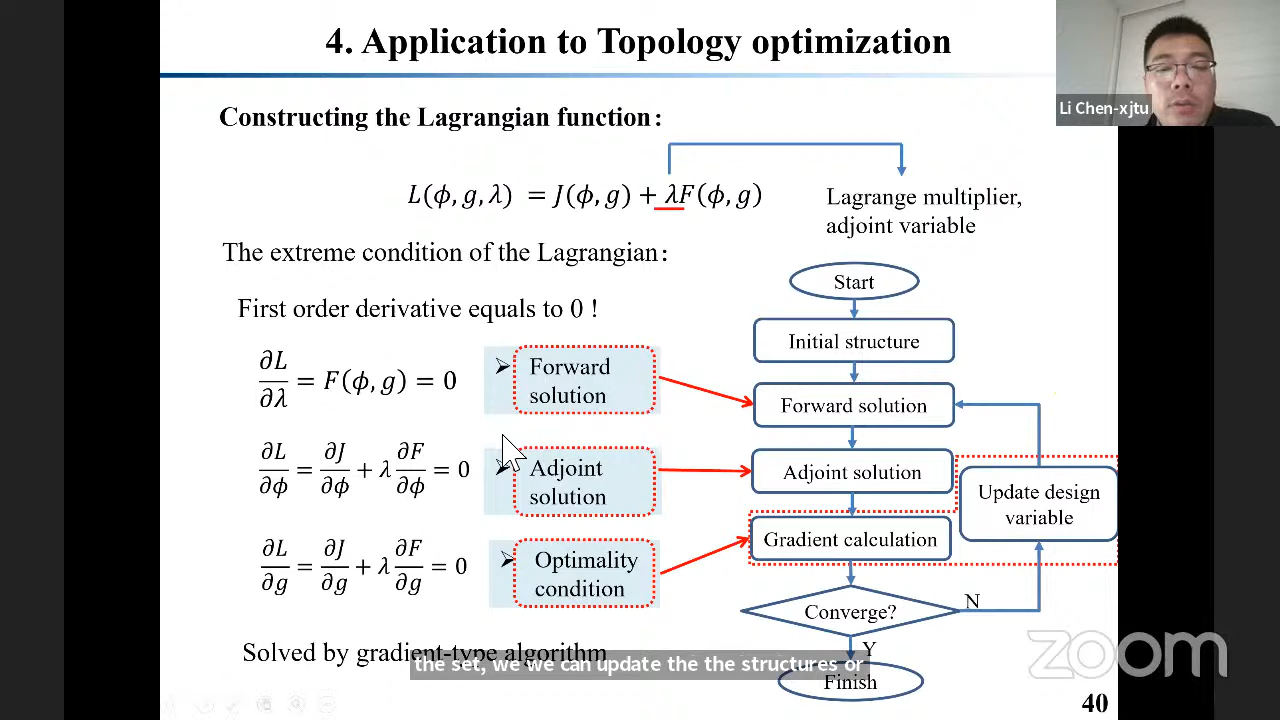 4. Application to Topology optimization
Li Chen-xjtu
Constructing the Lagrangian function:
L(ϕ, g, λ) = J(ϕ, g) + λF(ϕ, g)
Lagrange multiplier,
adjoint variable
The extreme condition of the Lagrangian:
First order derivative equals to 0 !
∂L/∂λ = F(ϕ, g) = 0
➢ Forward
solution
∂L/∂ϕ = ∂J/∂ϕ + λ ∂F/∂ϕ = 0
➢ Adjoint
solution
∂L/∂g = ∂J/∂g + λ ∂F/∂g = 0
➢ Optimality
condition
Solved by gradient-type algorithm
Start
Initial structure
Forward solution
Adjoint solution
Gradient calculation
Update design
variable
Converge?
N
Y
Finish
the set, we we can update the the structures or
zoom
40